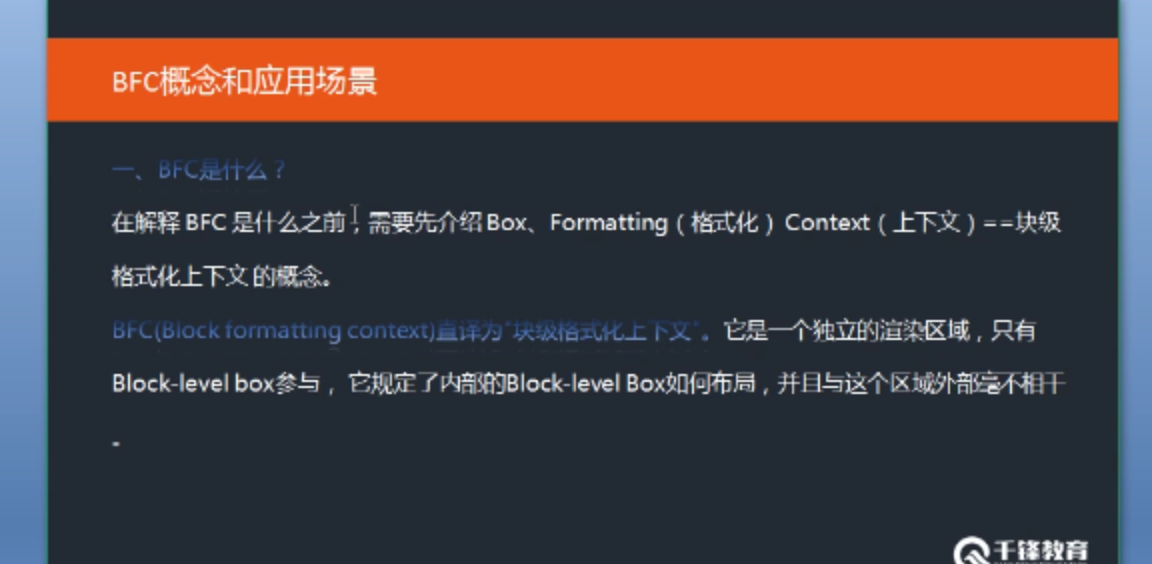 BFC概念和应用场景
一、BFC是什么？
在解释 BFC 是什么之前，需要先介绍 Box、Formatting（格式化）Context（上下文）==块级
格式化上下文 的概念。
BFC(Block formatting context)直译为"块级格式化上下文"。它是一个独立的渲染区域，只有
Block-level box参与， 它规定了内部的Block-level Box如何布局，并且与这个区域外部毫不相干
。
千锋教育